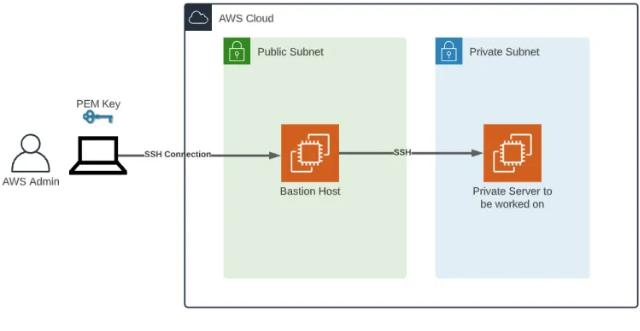 AWS Cloud
Public Subnet
Private Subnet
PEM Key
SSH Connection
SSH
AWS Admin
Bastion Host
Private Server to
be worked on